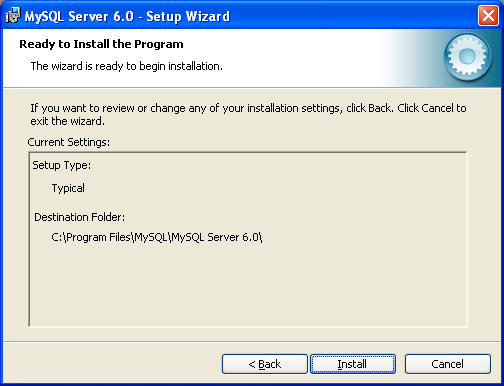 MySQL Server 6.0 - Setup Wizard
Ready to Install the Program
The wizard is ready to begin installation.
If you want to review or change any of your installation settings, click Back. Click Cancel to
exit the wizard.
Current Settings:
Setup Type:
Typical
Destination Folder:
C:\Program Files\MySQL\MySQL Server 6.0\
< Back
Install
Cancel